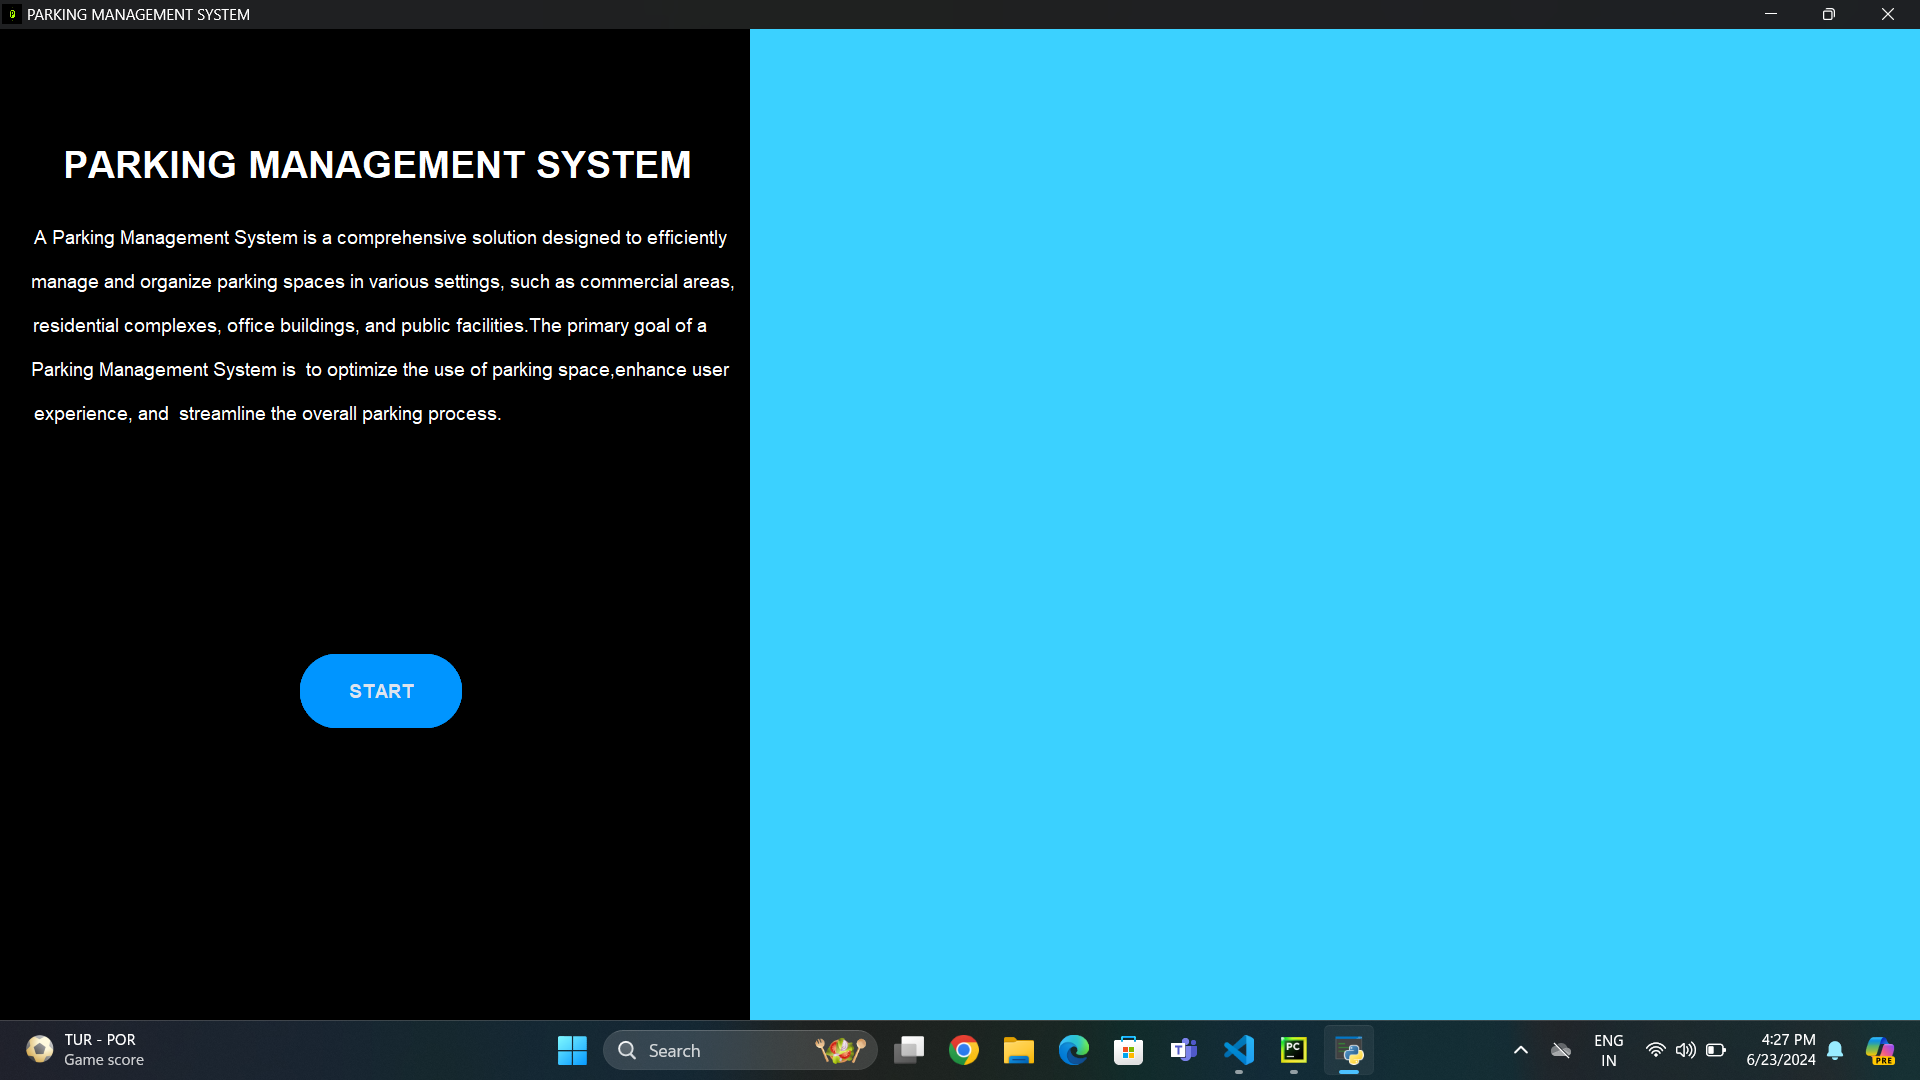 PARKING MANAGEMENT SYSTEM
PARKING MANAGEMENT SYSTEM
A Parking Management System is a comprehensive solution designed to efficiently
manage and organize parking spaces in various settings, such as commercial areas,
residential complexes, office buildings, and public facilities.The primary goal of a
Parking Management System is  to optimize the use of parking space,enhance user
experience, and  streamline the overall parking process.
START
TUR - POR
Game score
Search
PC
ENG
IN
4:27 PM
6/23/2024
PRE